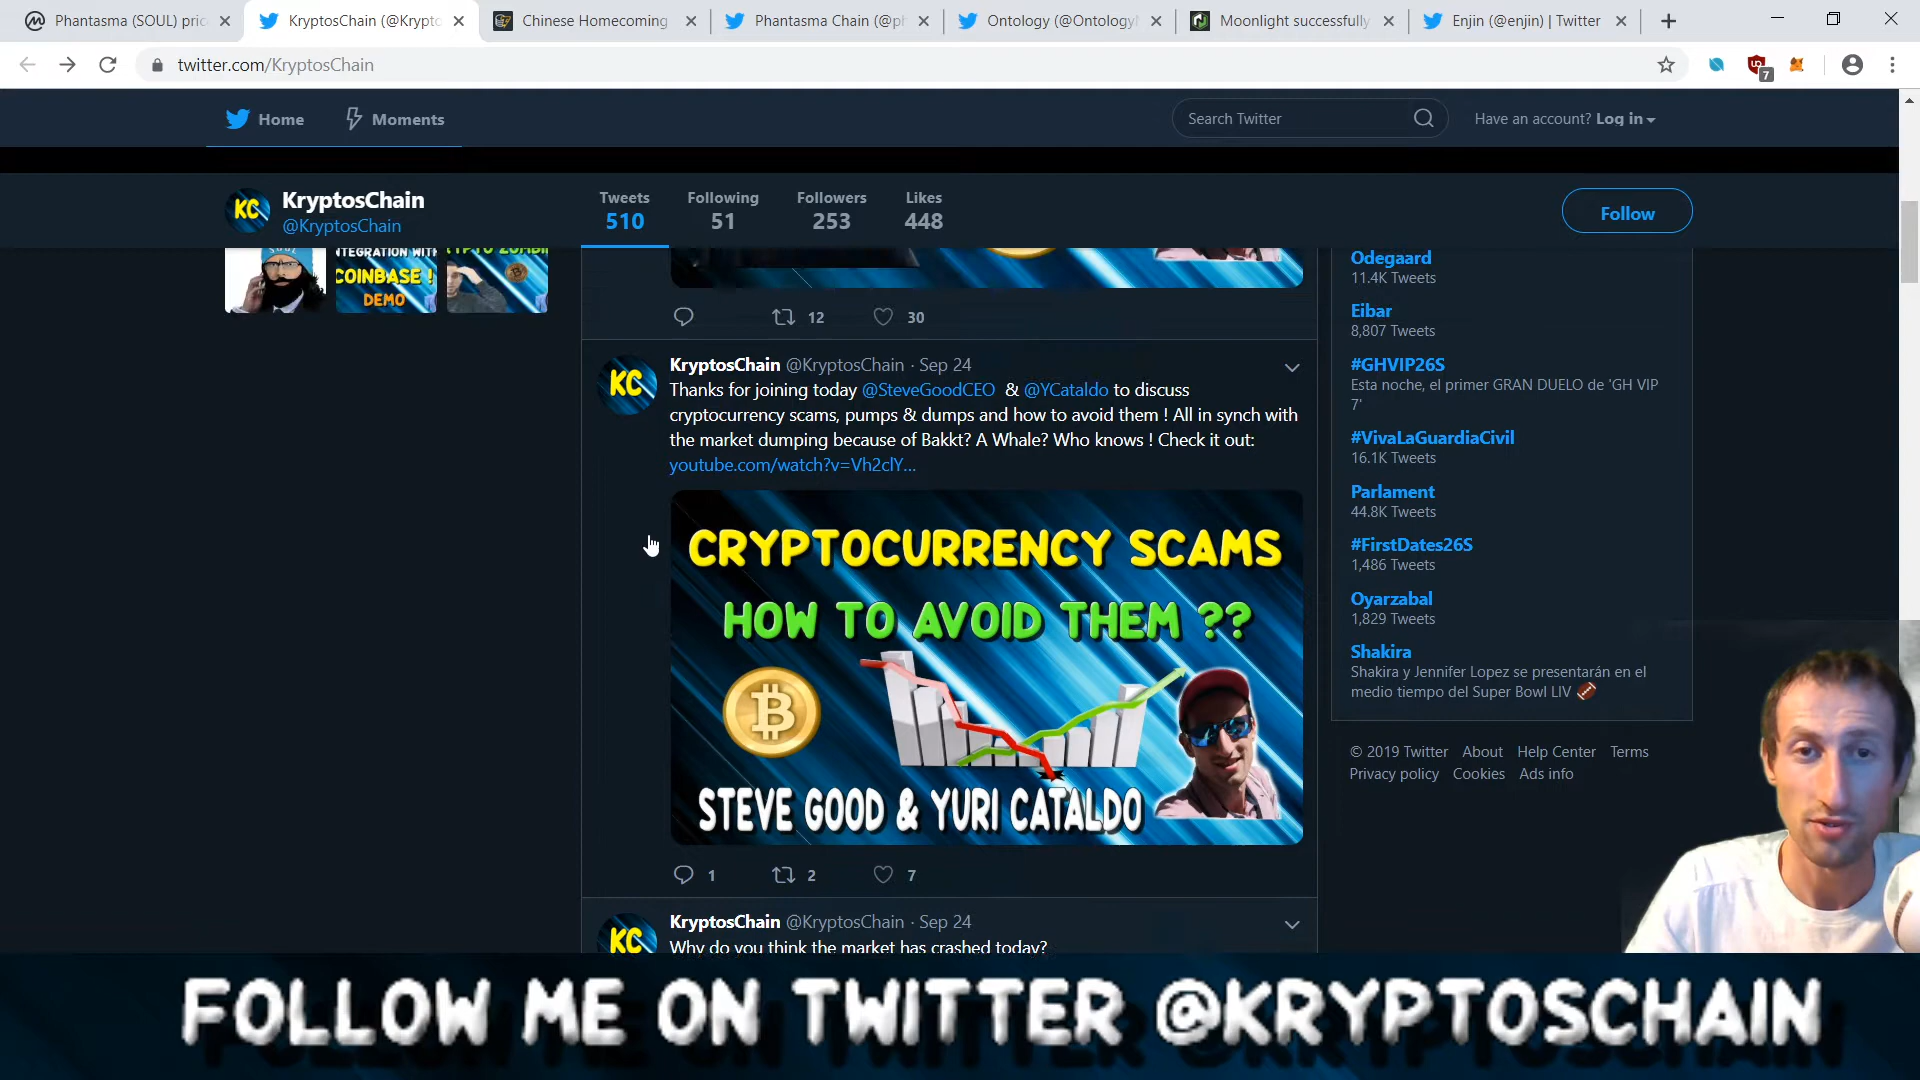 Phantasma (SOUL) pric
KryptosChain (@Krypto
Chinese Homecoming
Phantasma Chain (@ph
Ontology (@Ontology
Moonlight successfully
Enjin (@enjin) | Twitter
twitter.com/KryptosChain
7
Home
Moments
Search Twitter
Have an account? Log in
KC
KryptosChain
@KryptosChain
Tweets
510
Following
51
Followers
253
Likes
448
Follow
INTEGRATION WITH
COINBASE !
DEMO
12
30
KC
KryptosChain @KryptosChain · Sep 24
Thanks for joining today @SteveGoodCEO & @YCataldo to discuss
cryptocurrency scams, pumps & dumps and how to avoid them ! All in synch with
the market dumping because of Bakkt? A Whale? Who knows ! Check it out:
youtube.com/watch?v=Vh2clY...
CRYPTOCURRENCY SCAMS
HOW TO AVOID THEM ??
STEVE GOOD & YURI CATALDO
1
2
7
KC
KryptosChain @KryptosChain · Sep 24
Why do you think the market has crashed today?
Odegaard
11.4K Tweets
Eibar
8,807 Tweets
#GHVIP26S
Esta noche, el primer GRAN DUELO de 'GH VIP
7'
#VivaLaGuardiaCivil
16.1K Tweets
Parlament
44.8K Tweets
#FirstDates26S
1,486 Tweets
Oyarzabal
1,829 Tweets
Shakira
Shakira y Jennifer Lopez se presentarán en el
medio tiempo del Super Bowl LIV
© 2019 Twitter About Help Center Terms
Privacy policy Cookies Ads info
FOLLOW ME ON TWITTER @KRYPTOSCHAIN